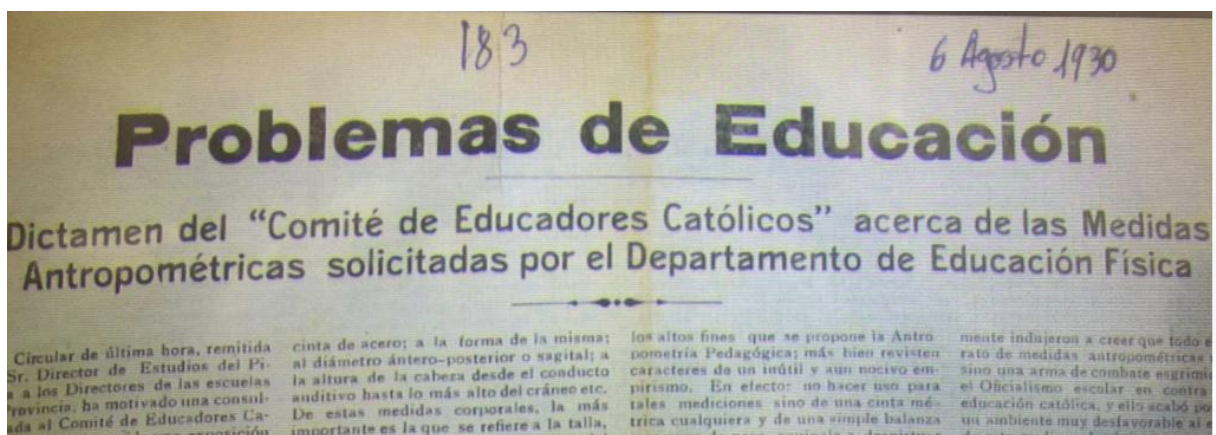 183
6 Agosto 1930
Problemas de Educación
Dictamen del “Comité de Educadores Católicos” acerca de las Medidas
Antropométricas solicitadas por el Departamento de Educación Física
Circular de última hora, remitida
Sr. Director de Estudios del Pi-
a a los Directores de las escuelas
Provincia, ha motivado una consul-
ada al Comité de Educadores Ca-
exposición
cinta de acero; a la forma de la misma;
al diámetro ántero-posterior o sagital; a
la altura de la cabeza desde el conducto
auditivo hasta lo más alto del cráneo etc.
De estas medidas corporales, la más
importante es la que se refiere a la talla,
los altos fines que se propone la Antro
pometría Pedagógica; más bien revisten
caracteres de un inútil y aun nocivo em-
pirismo. En efecto: no hacer uso para
tales mediciones sino de una cinta mé-
trica cualquiera y de una simple balanza
mente indujeron a creer que todo e
rato de medidas antropométricas
sino una arma de combate esgrimi
el Oficialismo escolar en contra
educación católica, y ello acabó po
un ambiente muy desfavorable al e